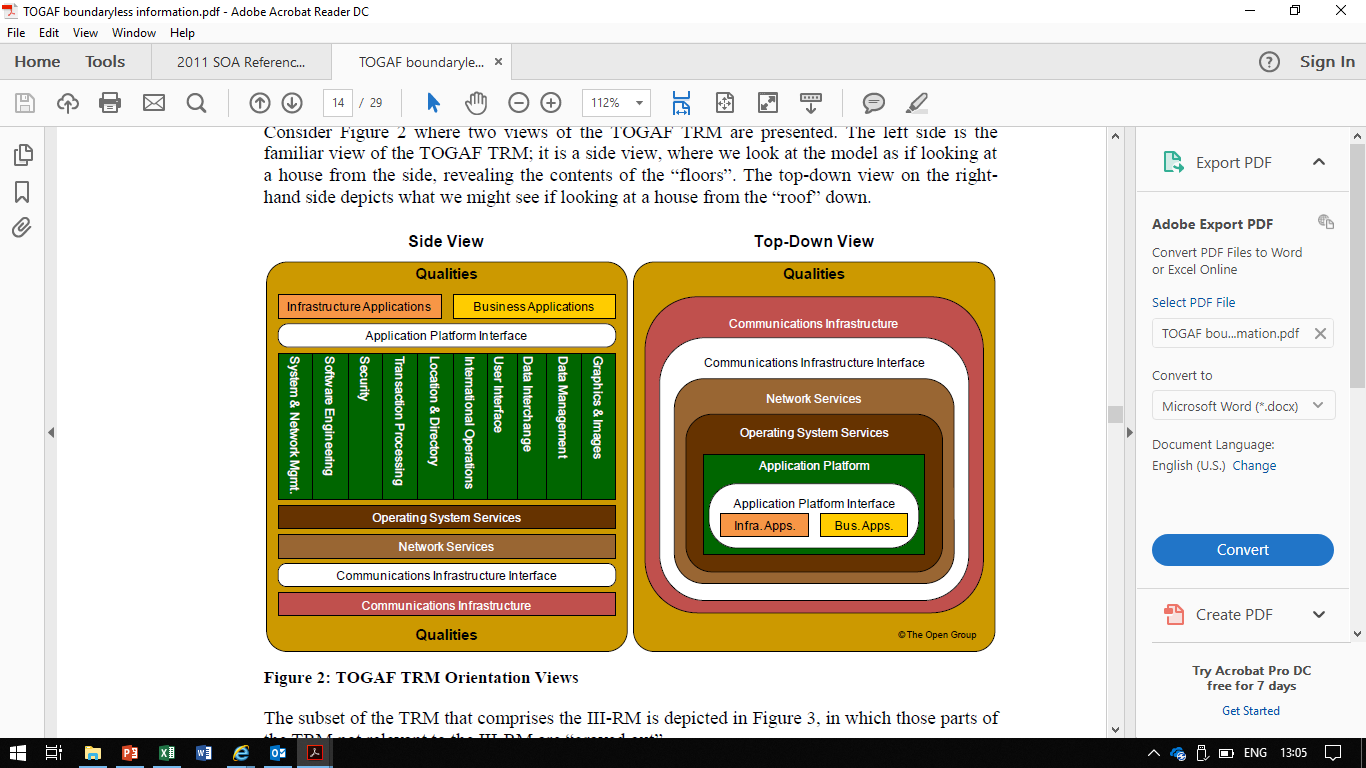 TOGAF boundaryless information.pdf - Adobe Acrobat Reader DC
File Edit View Window Help
Home Tools 2011 SOA Referenc... TOGAF boundaryle... × Sign In
14 / 29 112%
Consider Figure 2 where two views of the TOGAF TRM are presented. The left side is the
familiar view of the TOGAF TRM; it is a side view, where we look at the model as if looking at
a house from the side, revealing the contents of the “floors”. The top-down view on the right-
hand side depicts what we might see if looking at a house from the “roof” down.
Side View
Qualities
Infrastructure Applications Business Applications
Application Platform Interface
System & Network Mgmt.
Software Engineering
Security
Transaction Processing
Location & Directory
International Operations
User Interface
Data Interchange
Data Management
Graphics & Images
Operating System Services
Network Services
Communications Infrastructure Interface
Communications Infrastructure
Qualities
Top-Down View
Qualities
Communications Infrastructure
Communications Infrastructure Interface
Network Services
Operating System Services
Application Platform
Application Platform Interface
Infra. Apps. Bus. Apps.
© The Open Group
Figure 2: TOGAF TRM Orientation Views
The subset of the TRM that comprises the III-RM is depicted in Figure 3, in which those parts of
the TRM not relevant to the III-RM are “greyed out”.
Export PDF
Adobe Export PDF
Convert PDF Files to Word
or Excel Online
Select PDF File
TOGAF bou...mation.pdf
Convert to
Microsoft Word (*.docx)
Document Language:
English (U.S.) Change
Convert
Create PDF
Try Acrobat Pro DC
free for 7 days
Get Started
ENG 13:05